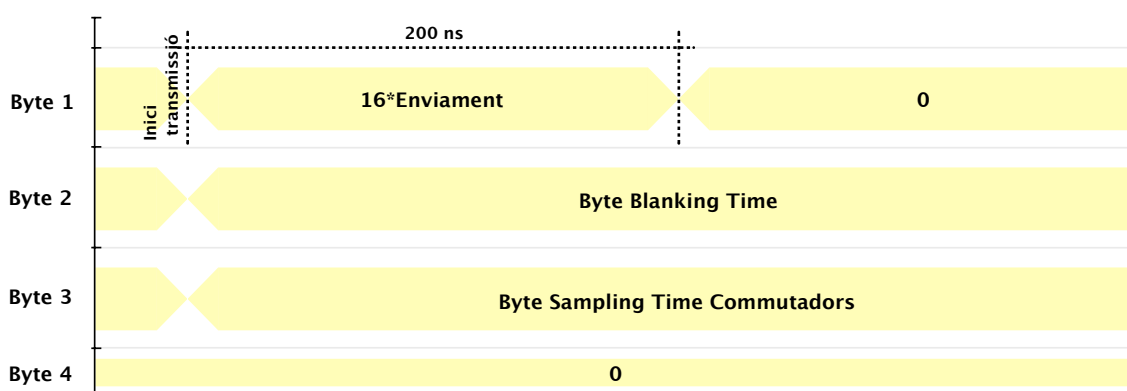 200 ns
Inici
transmissió
Byte 1
16*Enviament
0
Byte 2
Byte Blanking Time
Byte 3
Byte Sampling Time Commutadors
Byte 4
0